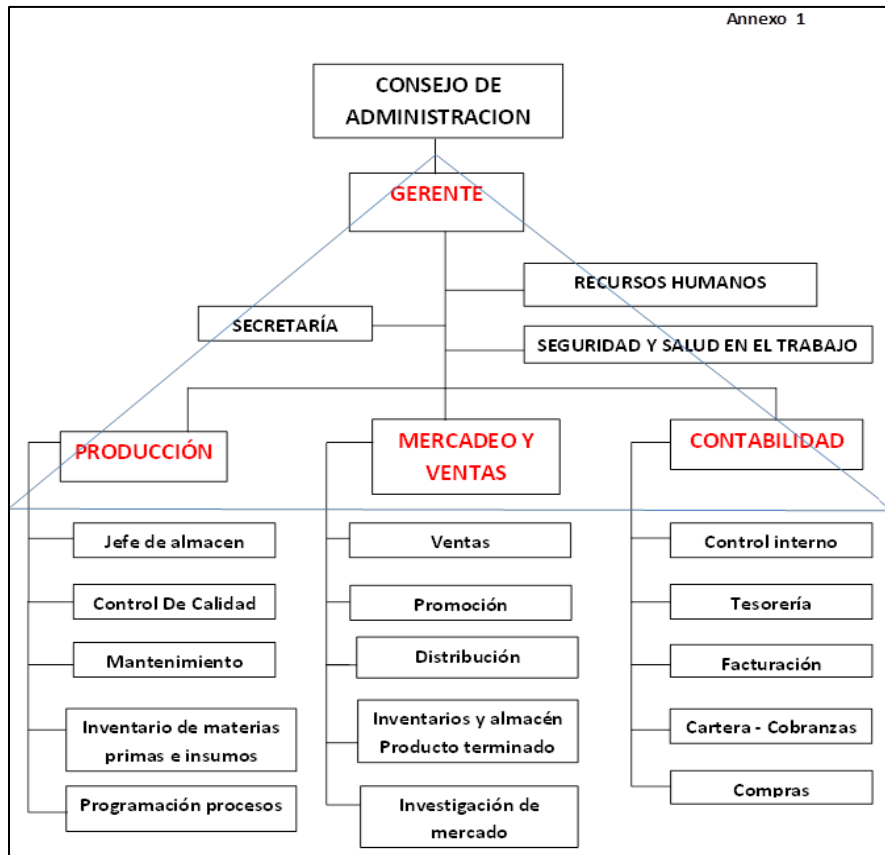 Annexo 1
CONSEJO DE
ADMINISTRACION
GERENTE
RECURSOS HUMANOS
SECRETARÍA
SEGURIDAD Y SALUD EN EL TRABAJO
PRODUCCIÓN
MERCADEO Y
VENTAS
CONTABILIDAD
Jefe de almacen
Control De Calidad
Mantenimiento
Inventario de materias
primas e insumos
Programación procesos
Ventas
Promoción
Distribución
Inventarios y almacén
Producto terminado
Investigación de
mercado
Control interno
Tesorería
Facturación
Cartera - Cobranzas
Compras